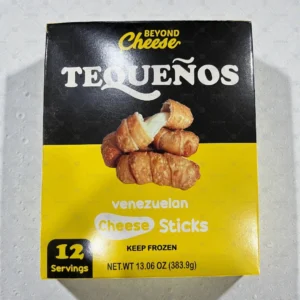 BEYOND
Cheese
TEQUEÑOS
venezuelan
Cheese Sticks
KEEP FROZEN
12
Servings
NET.WT 13.06 OZ (383.9g)